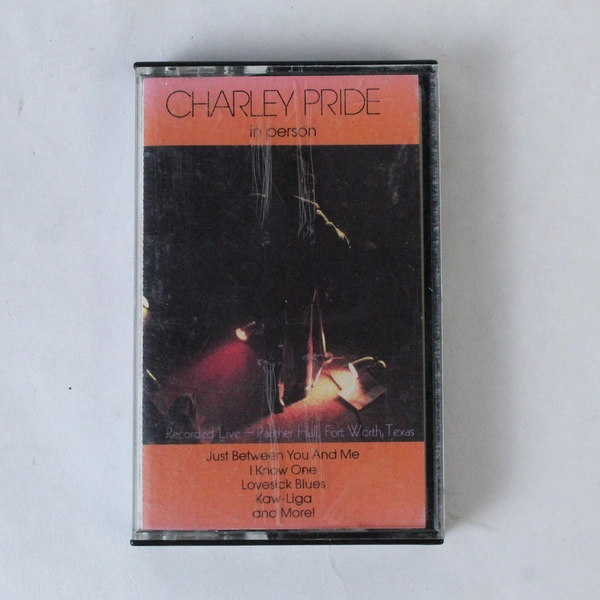 CHARLEY PRIDE
in person
Recorded Live — Panther Hall, Fort Worth, Texas
Just Between You And Me
I Know One
Lovesick Blues
Kaw-Liga
and More!